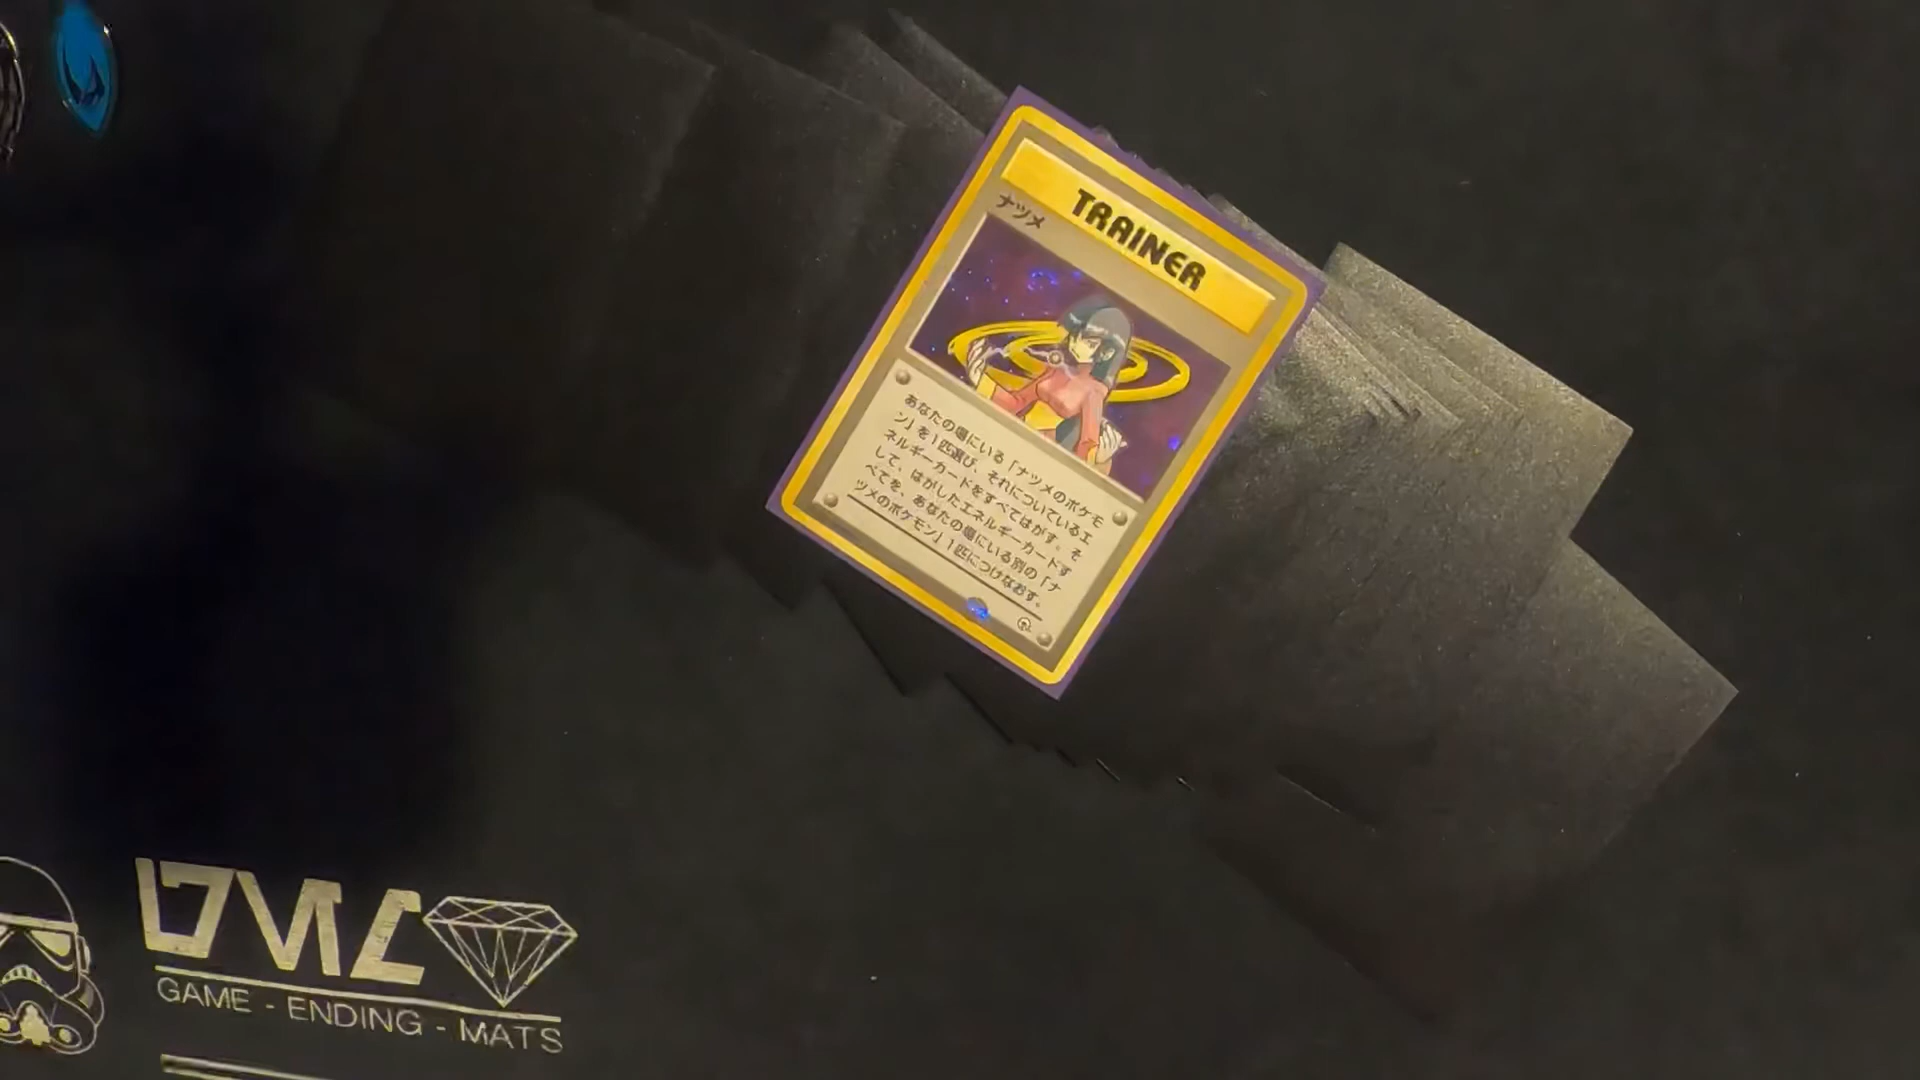 TRAINER
ナツメ
あなたの場にいる「ナツメのポケモ
ン」を1匹選び、それについているエ
ネルギーカードをすべてはがす。そ
して、はがしたエネルギーカードす
べてを、あなたの場にいる別の「ナ
ツメのポケモン」1匹につけなおす。
GAME - ENDING - MATS